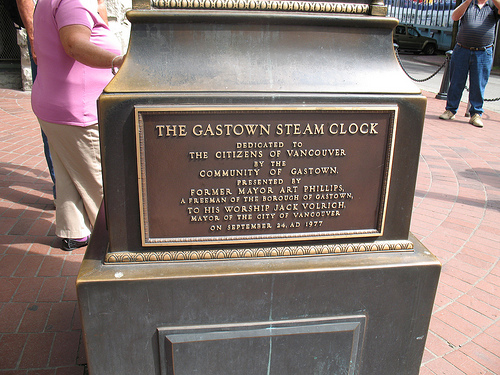 THE GASTOWN STEAM CLOCK
DEDICATED TO
THE CITIZENS OF VANCOUVER
BY THE
COMMUNITY OF GASTOWN.
PRESENTED BY
FORMER MAYOR ART PHILLIPS,
A FREEMAN OF THE BOROUGH OF GASTOWN,
TO HIS WORSHIP JACK VOLRICH,
MAYOR OF THE CITY OF VANCOUVER
ON SEPTEMBER 24, AD 1977